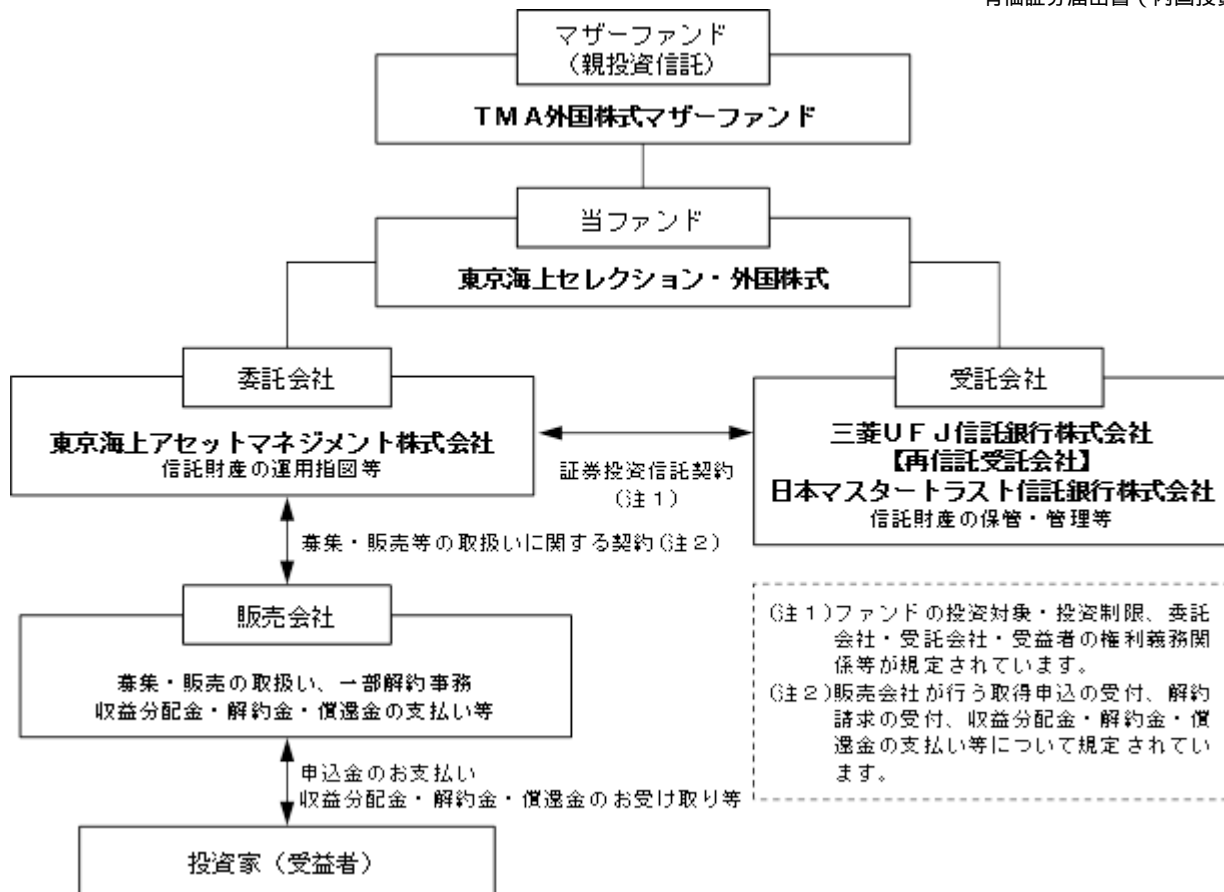 マザーファンド
（親投資信託）
ＴＭＡ外国株式マザーファンド
当ファンド
東京海上セレクション・外国株式
委託会社
東京海上アセットマネジメント株式会社
信託財産の運用指図等
証券投資信託契約
（注１）
受託会社
三菱ＵＦＪ信託銀行株式会社
【再信託受託会社】
日本マスタートラスト信託銀行株式会社
信託財産の保管・管理等
募集・販売等の取扱いに関する契約（注２）
販売会社
募集・販売の取扱い、一部解約事務
収益分配金・解約金・償還金の支払い等
申込金のお支払い
収益分配金・解約金・償還金のお受け取り等
投資家（受益者）
（注１）ファンドの投資対象・投資制限、委託
会社・受託会社・受益者の権利義務関
係等が規定されています。
（注２）販売会社が行う取得申込の受付、解約
請求の受付、収益分配金・解約金・償
還金の支払い等について規定されてい
ます。